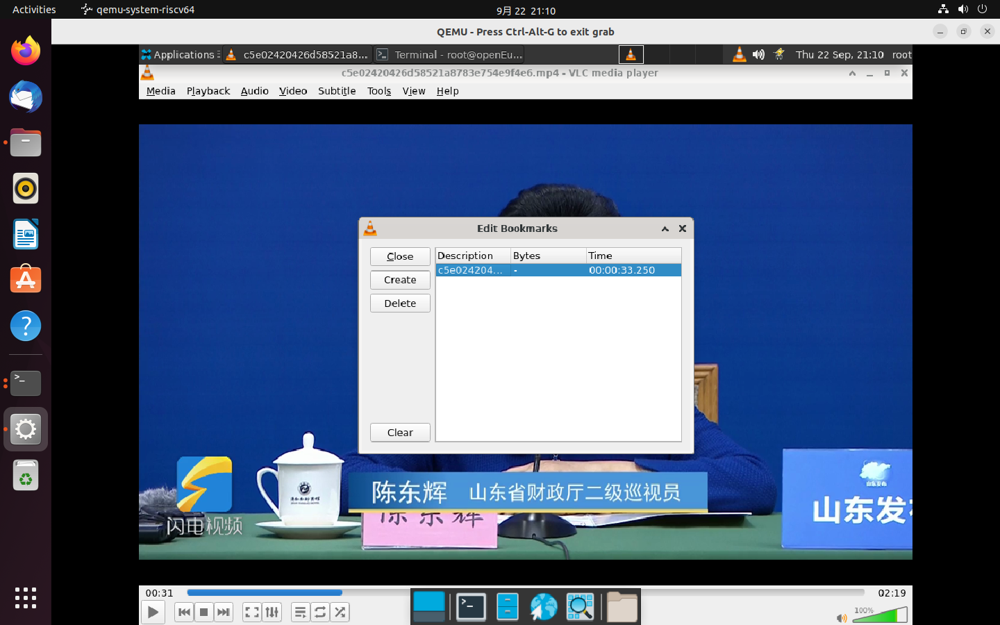 Activities
qemu-system-riscv64
9月 22 21:10
QEMU - Press Ctrl-Alt-G to exit grab
Applications
c5e02420426d58521a8...
Terminal - root@openEu...
Thu 22 Sep, 21:10
root
c5e02420426d58521a8783e754e9f4e6.mp4 - VLC media player
Media Playback Audio Video Subtitle Tools View Help
Edit Bookmarks
Close
Create
Delete
Clear
Description Bytes Time
c5e024204... - 00:00:33.250
陈东辉 山东省财政厅二级巡视员
闪电视频
陈东辉
山东发布
山东发
00:31
02:19
100%